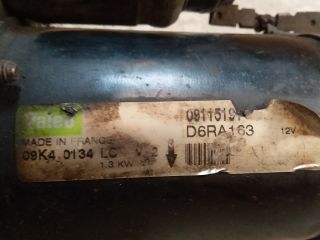 Valeo
MADE IN FRANCE
09K4 0134 LC
1.3 KW
0911519
D6RA163
12V